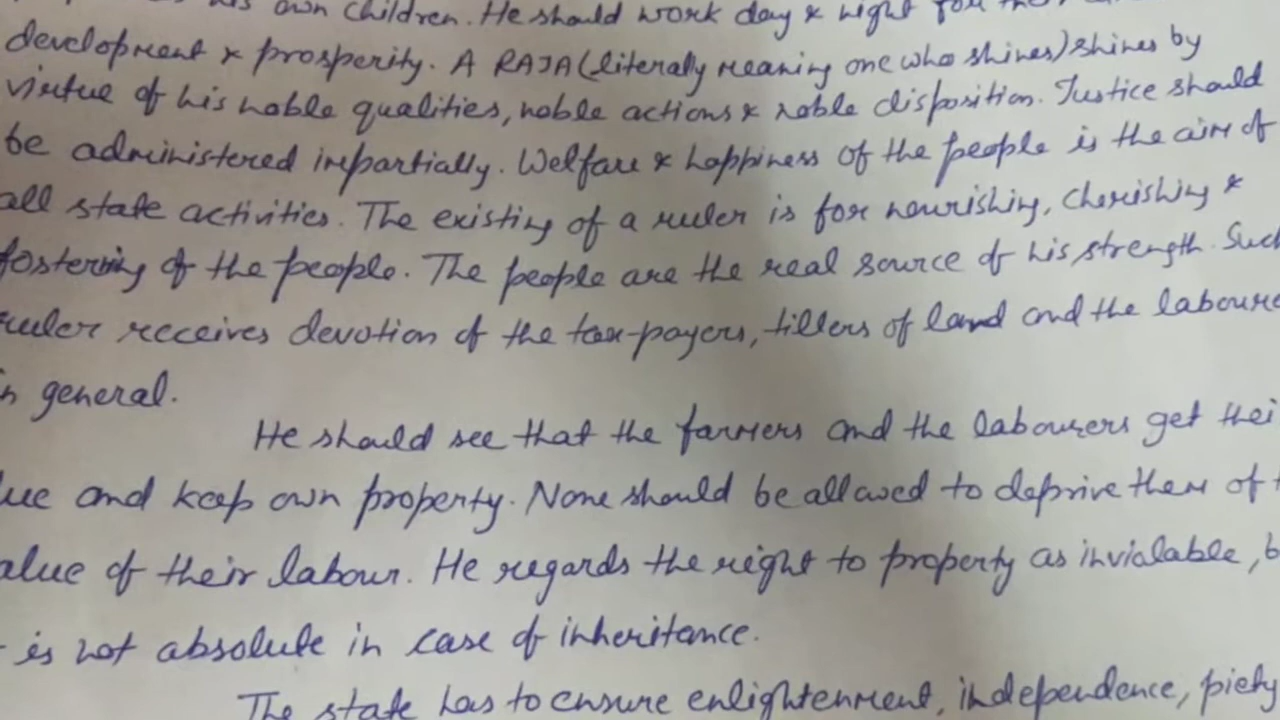 his own children. He should work day & night for their
development & prosperity. A RAJA (literally meaning one who shines) shines by
virtue of his noble qualities, noble actions & noble disposition. Justice should
be administered impartially. Welfare & happiness of the people is the aim of
all state activities. The existing of a ruler is for nourishing, cherishing &
fostering of the people. The people are the real source of his strength. Such
ruler receives devotion of the tax-payers, tillers of land and the laboure
in general.
He should see that the farmers and the labourers get thei
ue and keep own property. None should be allowed to deprive them of t
alue of their labour. He regards the right to property as invialable, b
is not absolute in case of inheritance.
The state has to ensure enlightenment, independence, piety